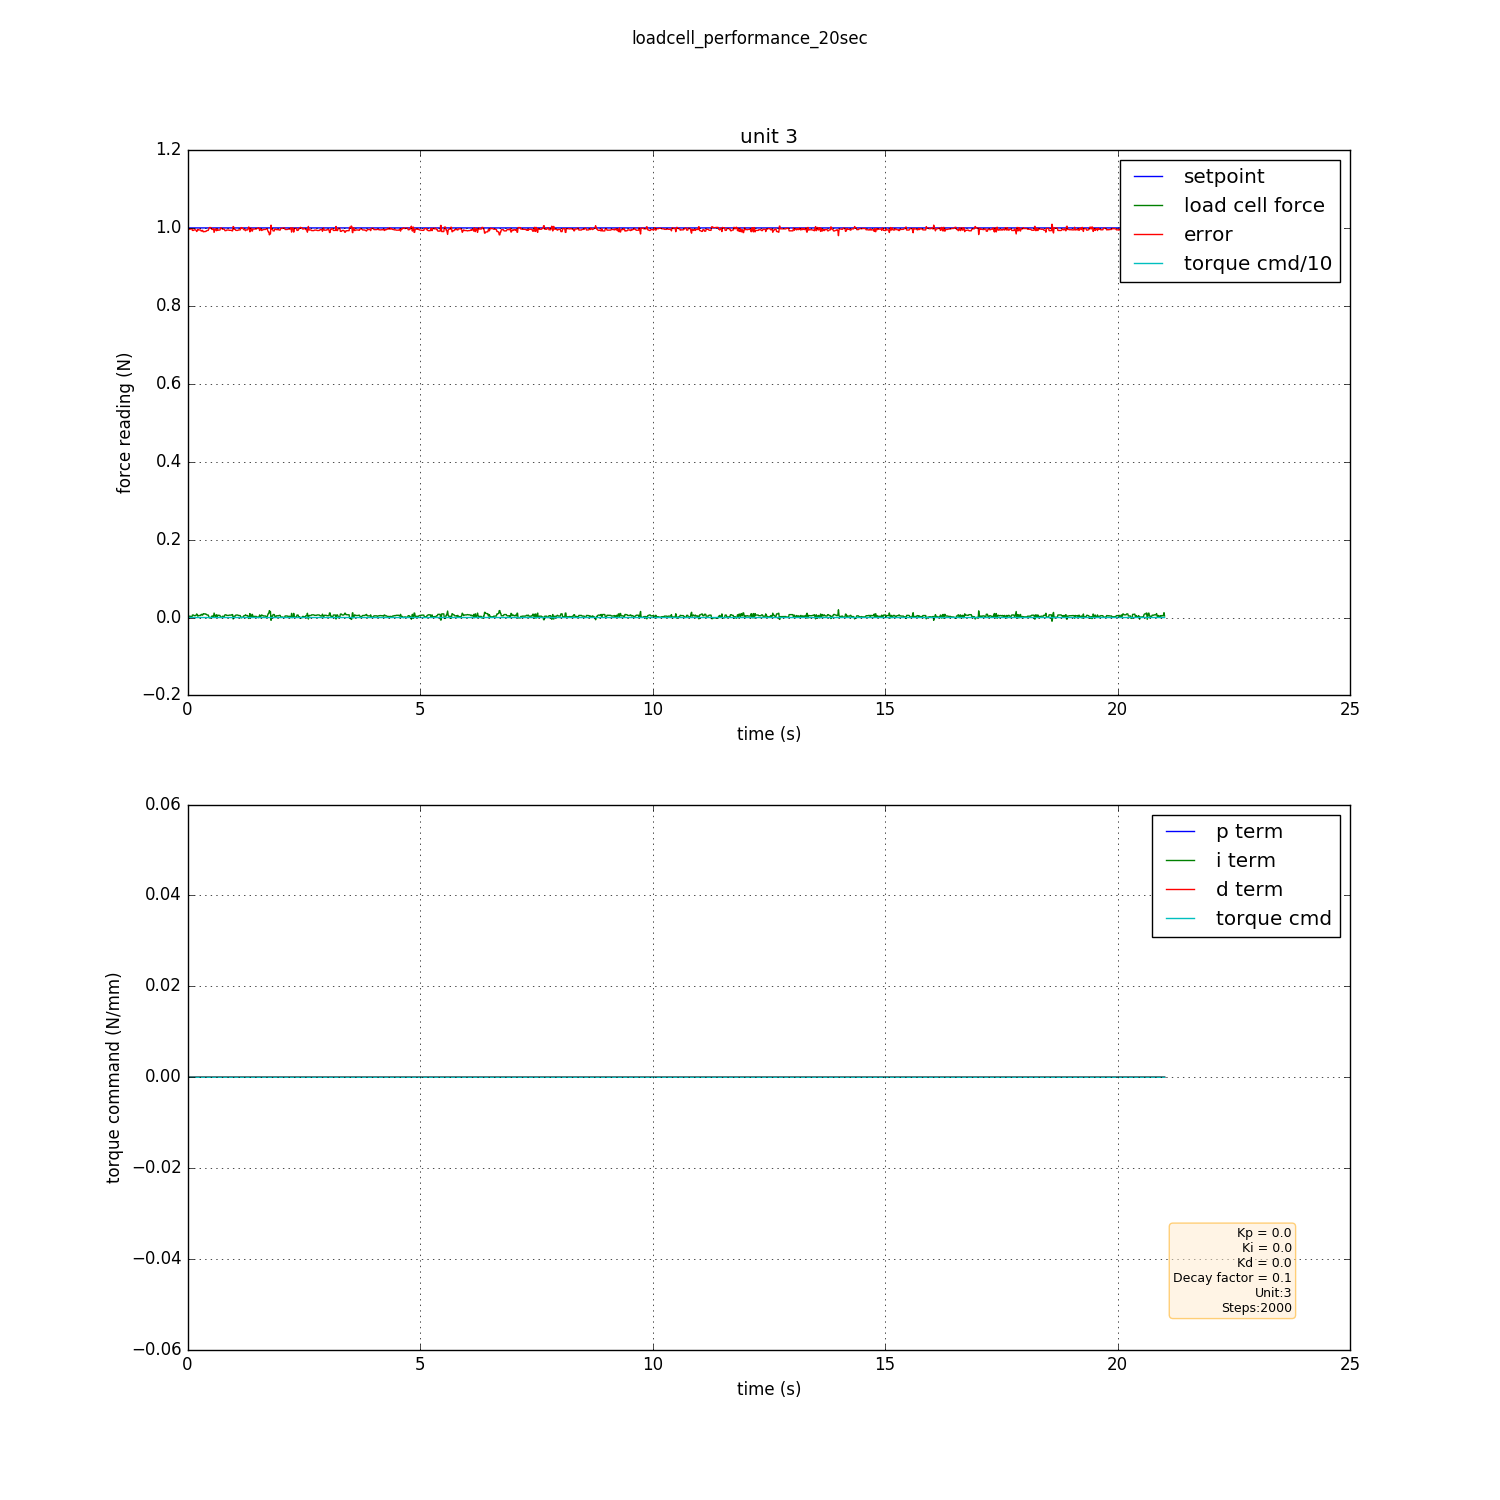 loadcell_performance_20sec
unit 3
1.2
1.0
0.8
0.6
0.4
0.2
0.0
−0.2
force reading (N)
setpoint
load cell force
error
torque cmd/10
0
5
10
15
20
25
time (s)
0.06
0.04
0.02
0.00
−0.02
−0.04
−0.06
torque command (N/mm)
p term
i term
d term
torque cmd
Kp = 0.0
Ki = 0.0
Kd = 0.0
Decay factor = 0.1
Unit:3
Steps:2000
0
5
10
15
20
25
time (s)